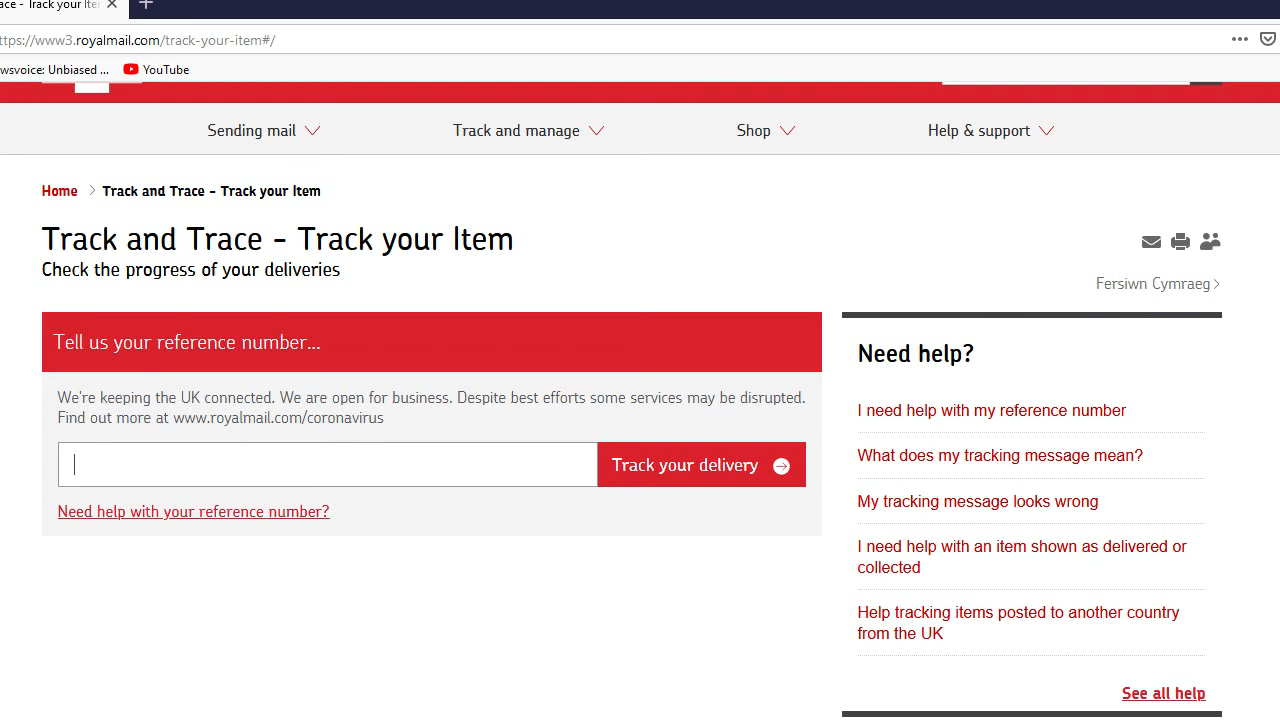 ace - Track your Iter
ttps://www3.royalmail.com/track-your-item#/
wsvoice: Unbiased ... YouTube
Sending mail Track and manage Shop Help & support
Home Track and Trace - Track your Item
Track and Trace - Track your Item
Check the progress of your deliveries
Fersiwn Cymraeg
Tell us your reference number...
We're keeping the UK connected. We are open for business. Despite best efforts some services may be disrupted.
Find out more at www.royalmail.com/coronavirus
Track your delivery
Need help with your reference number?
Need help?
I need help with my reference number
What does my tracking message mean?
My tracking message looks wrong
I need help with an item shown as delivered or
collected
Help tracking items posted to another country
from the UK
See all help